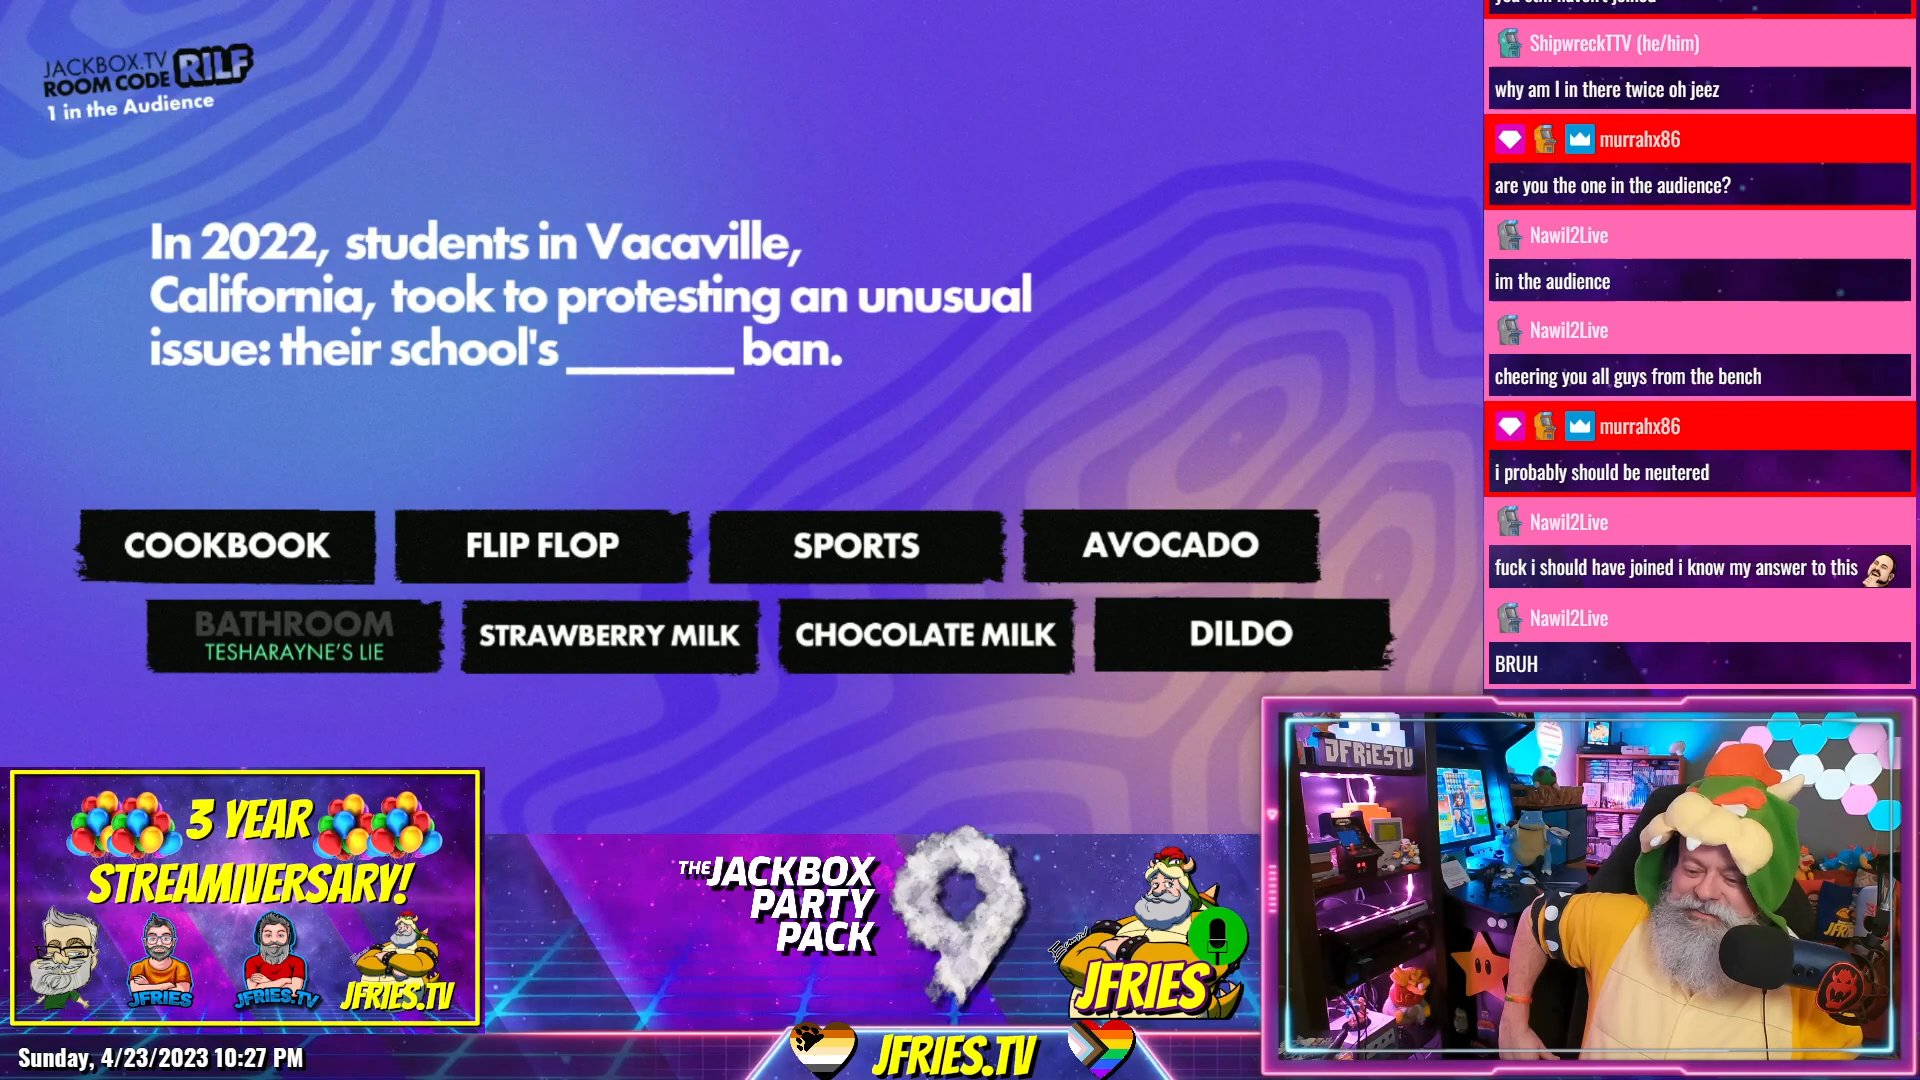 JACKBOX.TV
ROOM CODE RILF
1 in the Audience
In 2022, students in Vacaville,
California, took to protesting an unusual
issue: their school's _______ ban.
COOKBOOK
FLIP FLOP
SPORTS
AVOCADO
BATHROOM
TESHARAYNE'S LIE
STRAWBERRY MILK
CHOCOLATE MILK
DILDO
ShipwreckTTV (he/him)
why am I in there twice oh jeez
murrahx86
are you the one in the audience?
Nawil2Live
im the audience
Nawil2Live
cheering you all guys from the bench
murrahx86
i probably should be neutered
Nawil2Live
fuck i should have joined i know my answer to this
Nawil2Live
BRUH
3 YEAR
STREAMIVERSARY!
JFRIES
JFRIES.TV
JFRIES.TV
THE JACKBOX
PARTY
PACK
9
JFRIES
JFRIES.TV
JFRIESTV
Sunday, 4/23/2023 10:27 PM